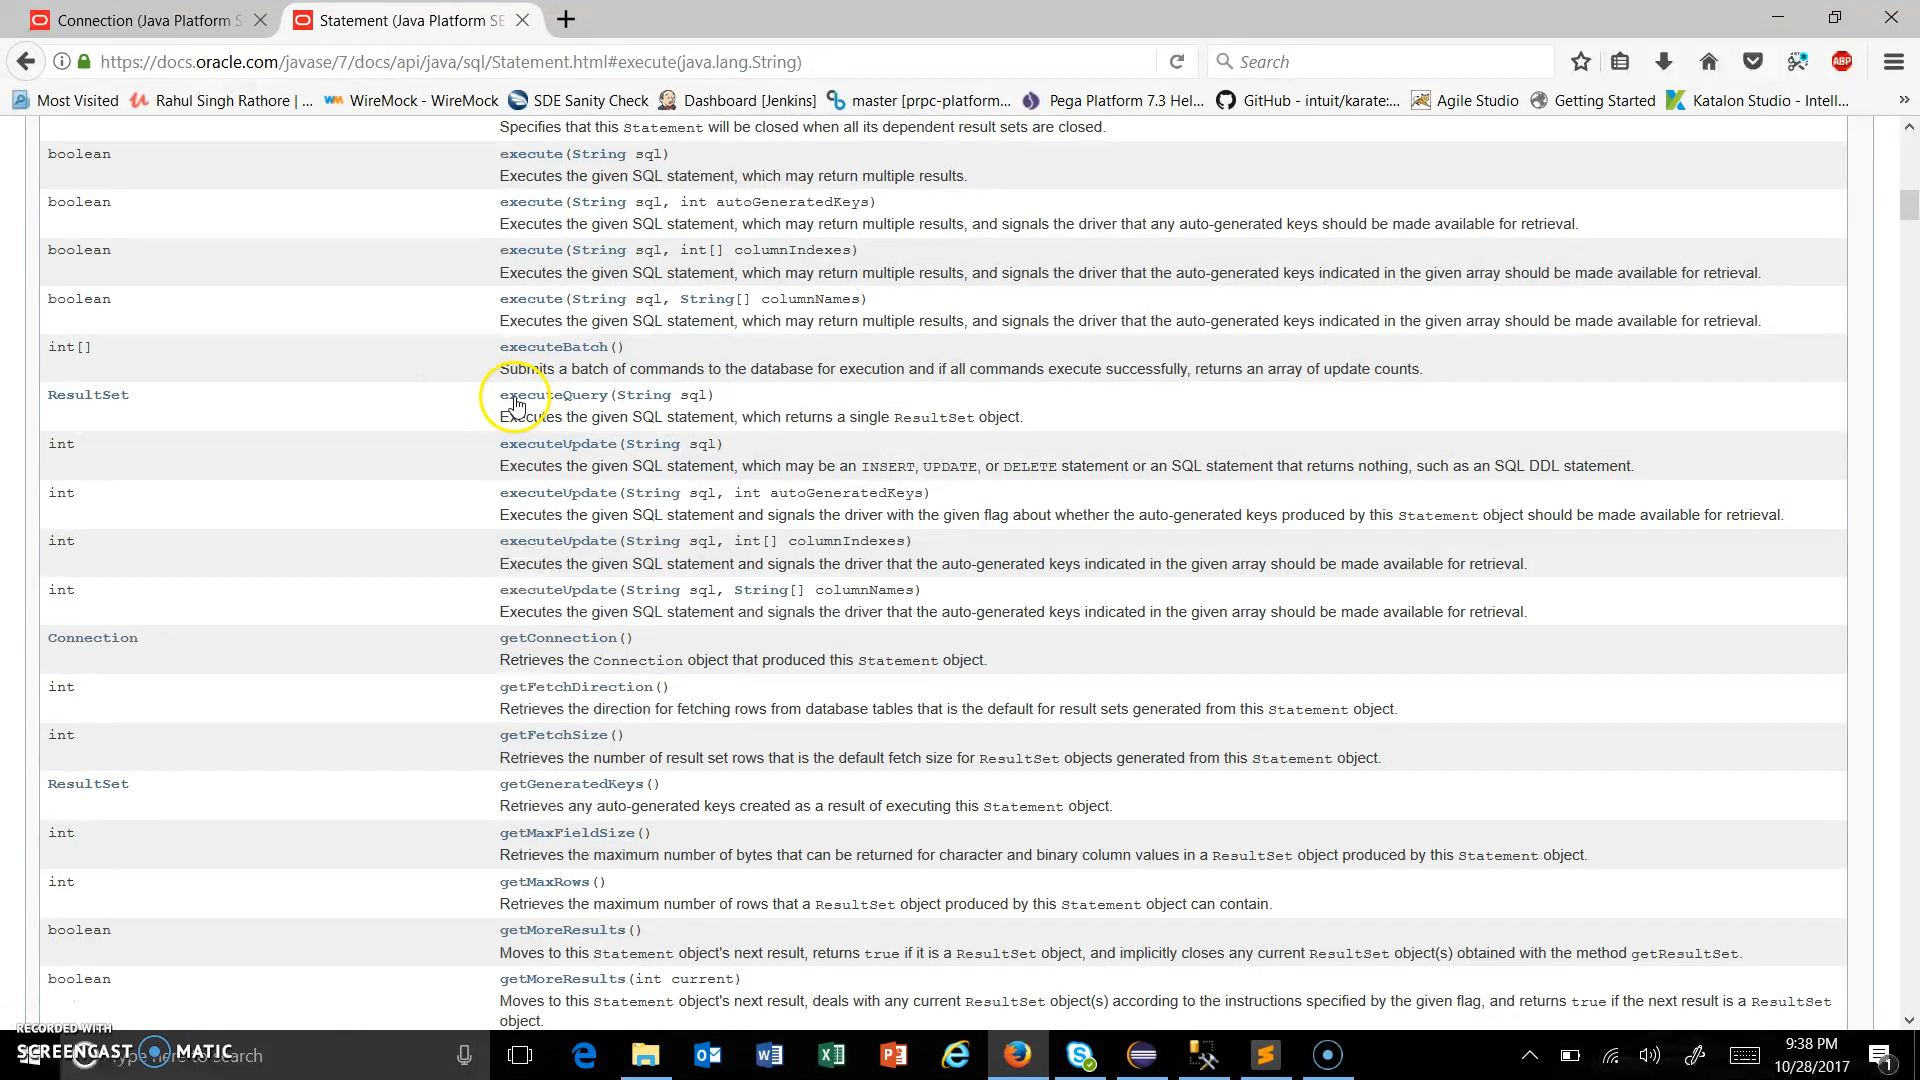 Connection (Java Platform S
Statement (Java Platform SE
https://docs.oracle.com/javase/7/docs/api/java/sql/Statement.html#execute(java.lang.String)
Search
ABP
Most Visited
Rahul Singh Rathore | ...
WireMock - WireMock
SDE Sanity Check
Dashboard [Jenkins]
master [prpc-platform...
Pega Platform 7.3 Hel...
GitHub - intuit/karate:...
Agile Studio
Getting Started
Katalon Studio - Intell...
Specifies that this Statement will be closed when all its dependent result sets are closed.
boolean execute(String sql)
Executes the given SQL statement, which may return multiple results.
boolean execute(String sql, int autoGeneratedKeys)
Executes the given SQL statement, which may return multiple results, and signals the driver that any auto-generated keys should be made available for retrieval.
boolean execute(String sql, int[] columnIndexes)
Executes the given SQL statement, which may return multiple results, and signals the driver that the auto-generated keys indicated in the given array should be made available for retrieval.
boolean execute(String sql, String[] columnNames)
Executes the given SQL statement, which may return multiple results, and signals the driver that the auto-generated keys indicated in the given array should be made available for retrieval.
int[] executeBatch()
Submits a batch of commands to the database for execution and if all commands execute successfully, returns an array of update counts.
ResultSet executeQuery(String sql)
Executes the given SQL statement, which returns a single ResultSet object.
int executeUpdate(String sql)
Executes the given SQL statement, which may be an INSERT, UPDATE, or DELETE statement or an SQL statement that returns nothing, such as an SQL DDL statement.
int executeUpdate(String sql, int autoGeneratedKeys)
Executes the given SQL statement and signals the driver with the given flag about whether the auto-generated keys produced by this Statement object should be made available for retrieval.
int executeUpdate(String sql, int[] columnIndexes)
Executes the given SQL statement and signals the driver that the auto-generated keys indicated in the given array should be made available for retrieval.
int executeUpdate(String sql, String[] columnNames)
Executes the given SQL statement and signals the driver that the auto-generated keys indicated in the given array should be made available for retrieval.
Connection getConnection()
Retrieves the Connection object that produced this Statement object.
int getFetchDirection()
Retrieves the direction for fetching rows from database tables that is the default for result sets generated from this Statement object.
int getFetchSize()
Retrieves the number of result set rows that is the default fetch size for ResultSet objects generated from this Statement object.
ResultSet getGeneratedKeys()
Retrieves any auto-generated keys created as a result of executing this Statement object.
int getMaxFieldSize()
Retrieves the maximum number of bytes that can be returned for character and binary column values in a ResultSet object produced by this Statement object.
int getMaxRows()
Retrieves the maximum number of rows that a ResultSet object produced by this Statement object can contain.
boolean getMoreResults()
Moves to this Statement object's next result, returns true if it is a ResultSet object, and implicitly closes any current ResultSet object(s) obtained with the method getResultSet.
boolean getMoreResults(int current)
Moves to this Statement object's next result, deals with any current ResultSet object(s) according to the instructions specified by the given flag, and returns true if the next result is a ResultSet
object.
RECORDED WITH
SCREENCAST MATIC
Type here to search
9:38 PM
10/28/2017
1